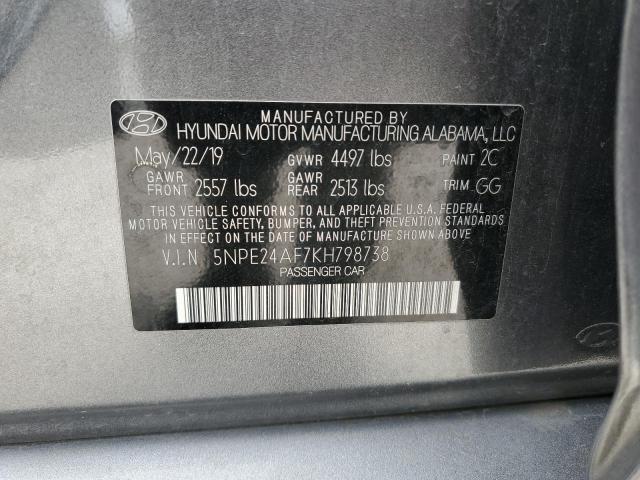 MANUFACTURED BY
HYUNDAI MOTOR MANUFACTURING ALABAMA, LLC
May/22/19 GVWR 4497 lbs PAINT 2C
GAWR FRONT 2557 lbs GAWR REAR 2513 lbs TRIM GG
THIS VEHICLE CONFORMS TO ALL APPLICABLE U.S.A. FEDERAL
MOTOR VEHICLE SAFETY, BUMPER, AND THEFT PREVENTION STANDARDS
IN EFFECT ON THE DATE OF MANUFACTURE SHOWN ABOVE
V.I.N 5NPE24AF7KH798738
PASSENGER CAR